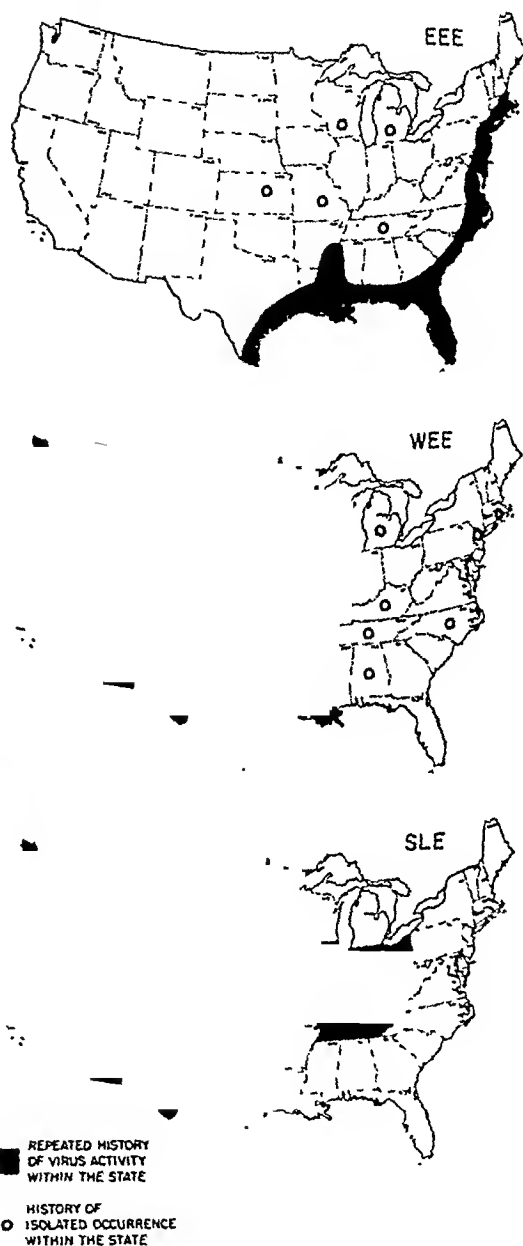 EEE
WEE
SLE
REPEATED HISTORY
OF VIRUS ACTIVITY
WITHIN THE STATE
HISTORY OF
ISOLATED OCCURRENCE
WITHIN THE STATE